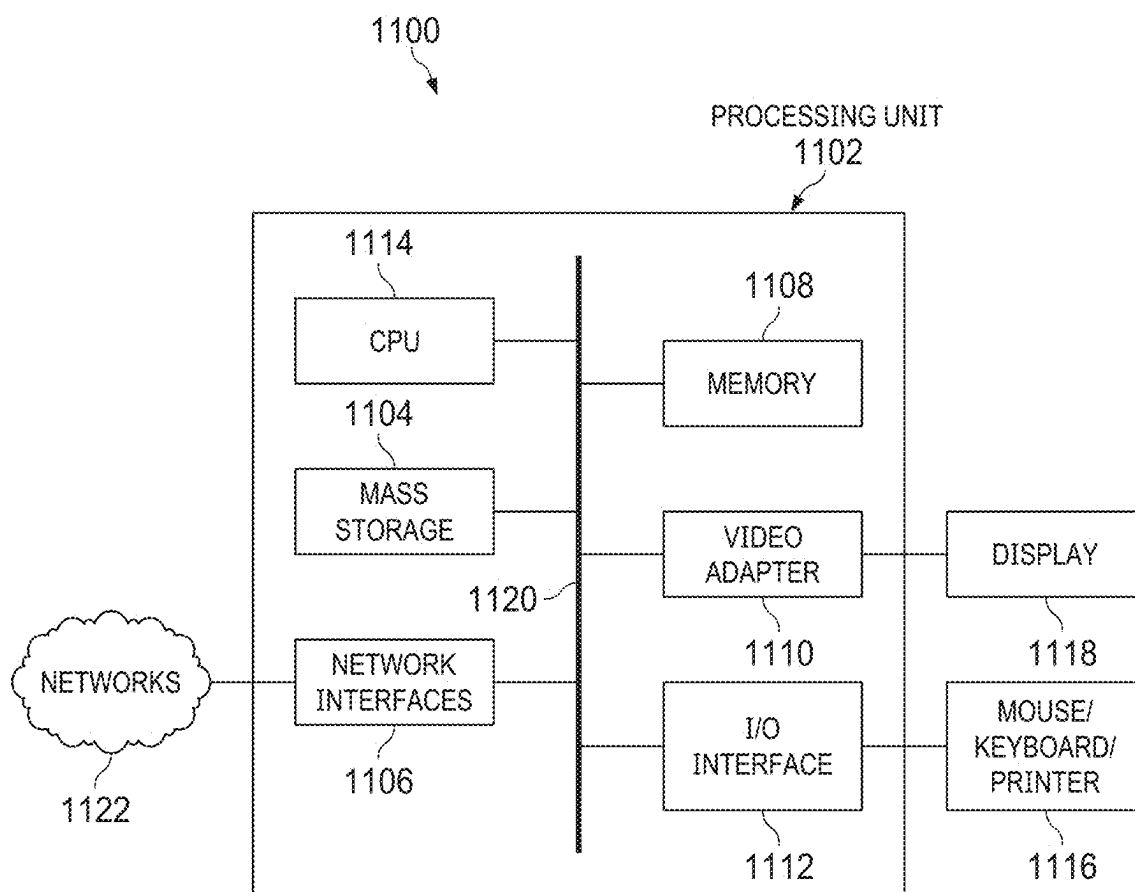 1100
PROCESSING UNIT
1102
1114
CPU
1108
MEMORY
1104
MASS
STORAGE
1120
VIDEO
ADAPTER
1110
DISPLAY
1118
NETWORKS
1122
NETWORK
INTERFACES
1106
I/O
INTERFACE
1112
MOUSE/
KEYBOARD/
PRINTER
1116